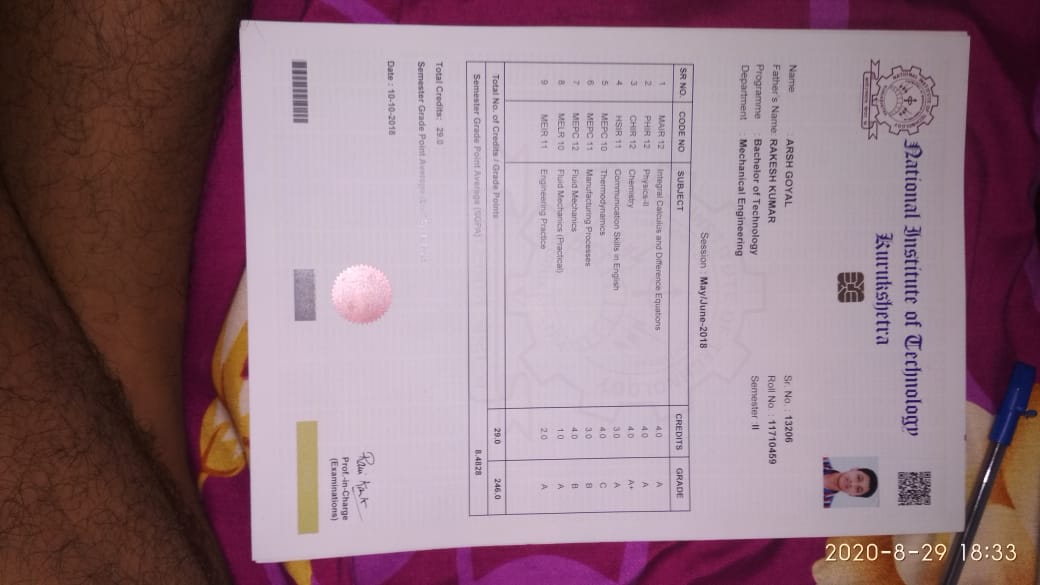 National Institute of Technology
Kurukshetra
Name : ARSH GOYAL
Sr. No. : 13206
Father's Name: RAKESH KUMAR
Roll No : 11710459
Programme : Bachelor of Technology
Semester : II
Department : Mechanical Engineering
Session : May/June-2018
SR NO. CODE NO SUBJECT CREDITS GRADE
1 MAIR 12 Integral Calculus and Difference Equations 4.0 A
2 PHIR 12 Physics-II 4.0 A
3 CHIR 12 Chemistry 4.0 A+
4 HSIR 11 Communication Skills in English 3.0 A
5 MEPC 10 Thermodynamics 4.0 C
6 MEPC 11 Manufacturing Processes 3.0 B
7 MEPC 12 Fluid Mechanics 4.0 B
8 MELR 10 Fluid Mechanics (Practical) 1.0 A
9 MEIR 11 Engineering Practice 2.0 A
Total No. of Credits / Grade Points 29.0 246.0
Semester Grade Point Average (SGPA) 8.4828
Total Credits: 29.0
Semester Grade Point Average
Date : 10-10-2018
Prof.-in-Charge
(Examinations)
2020-8-29 18:33